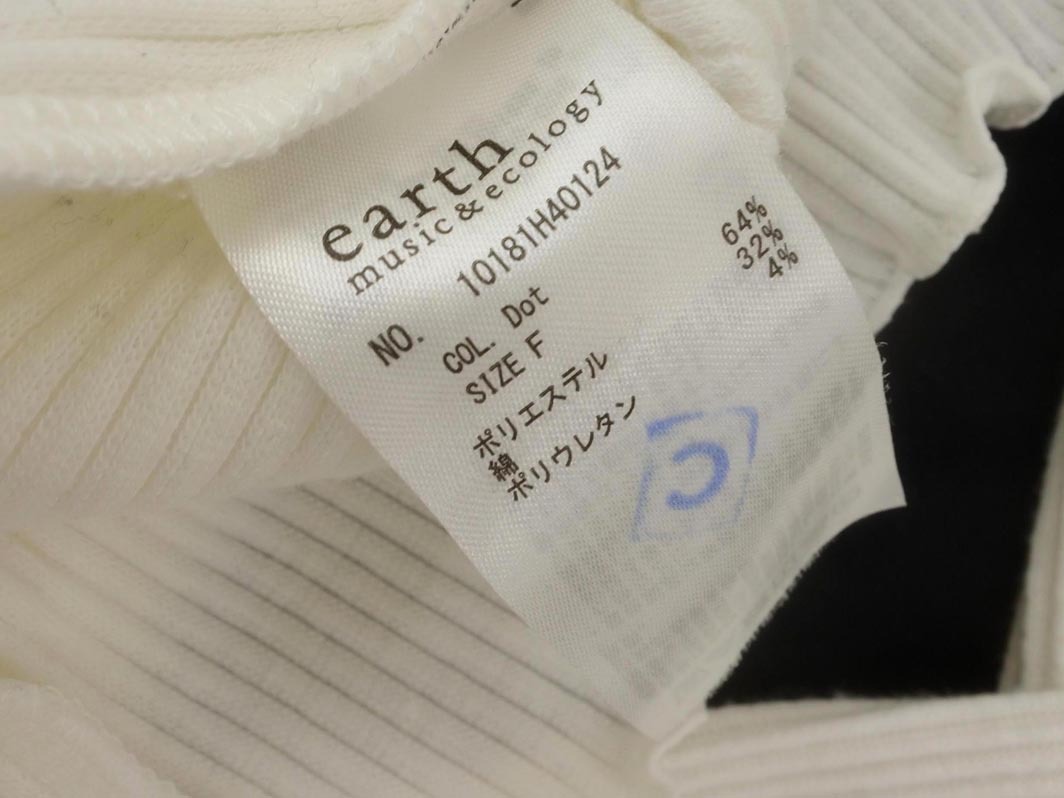 earth
music&ecology
NO. 10181H40124
COL. Dot
SIZE F
ポリエステル 64%
綿 32%
ポリウレタン 4%
C